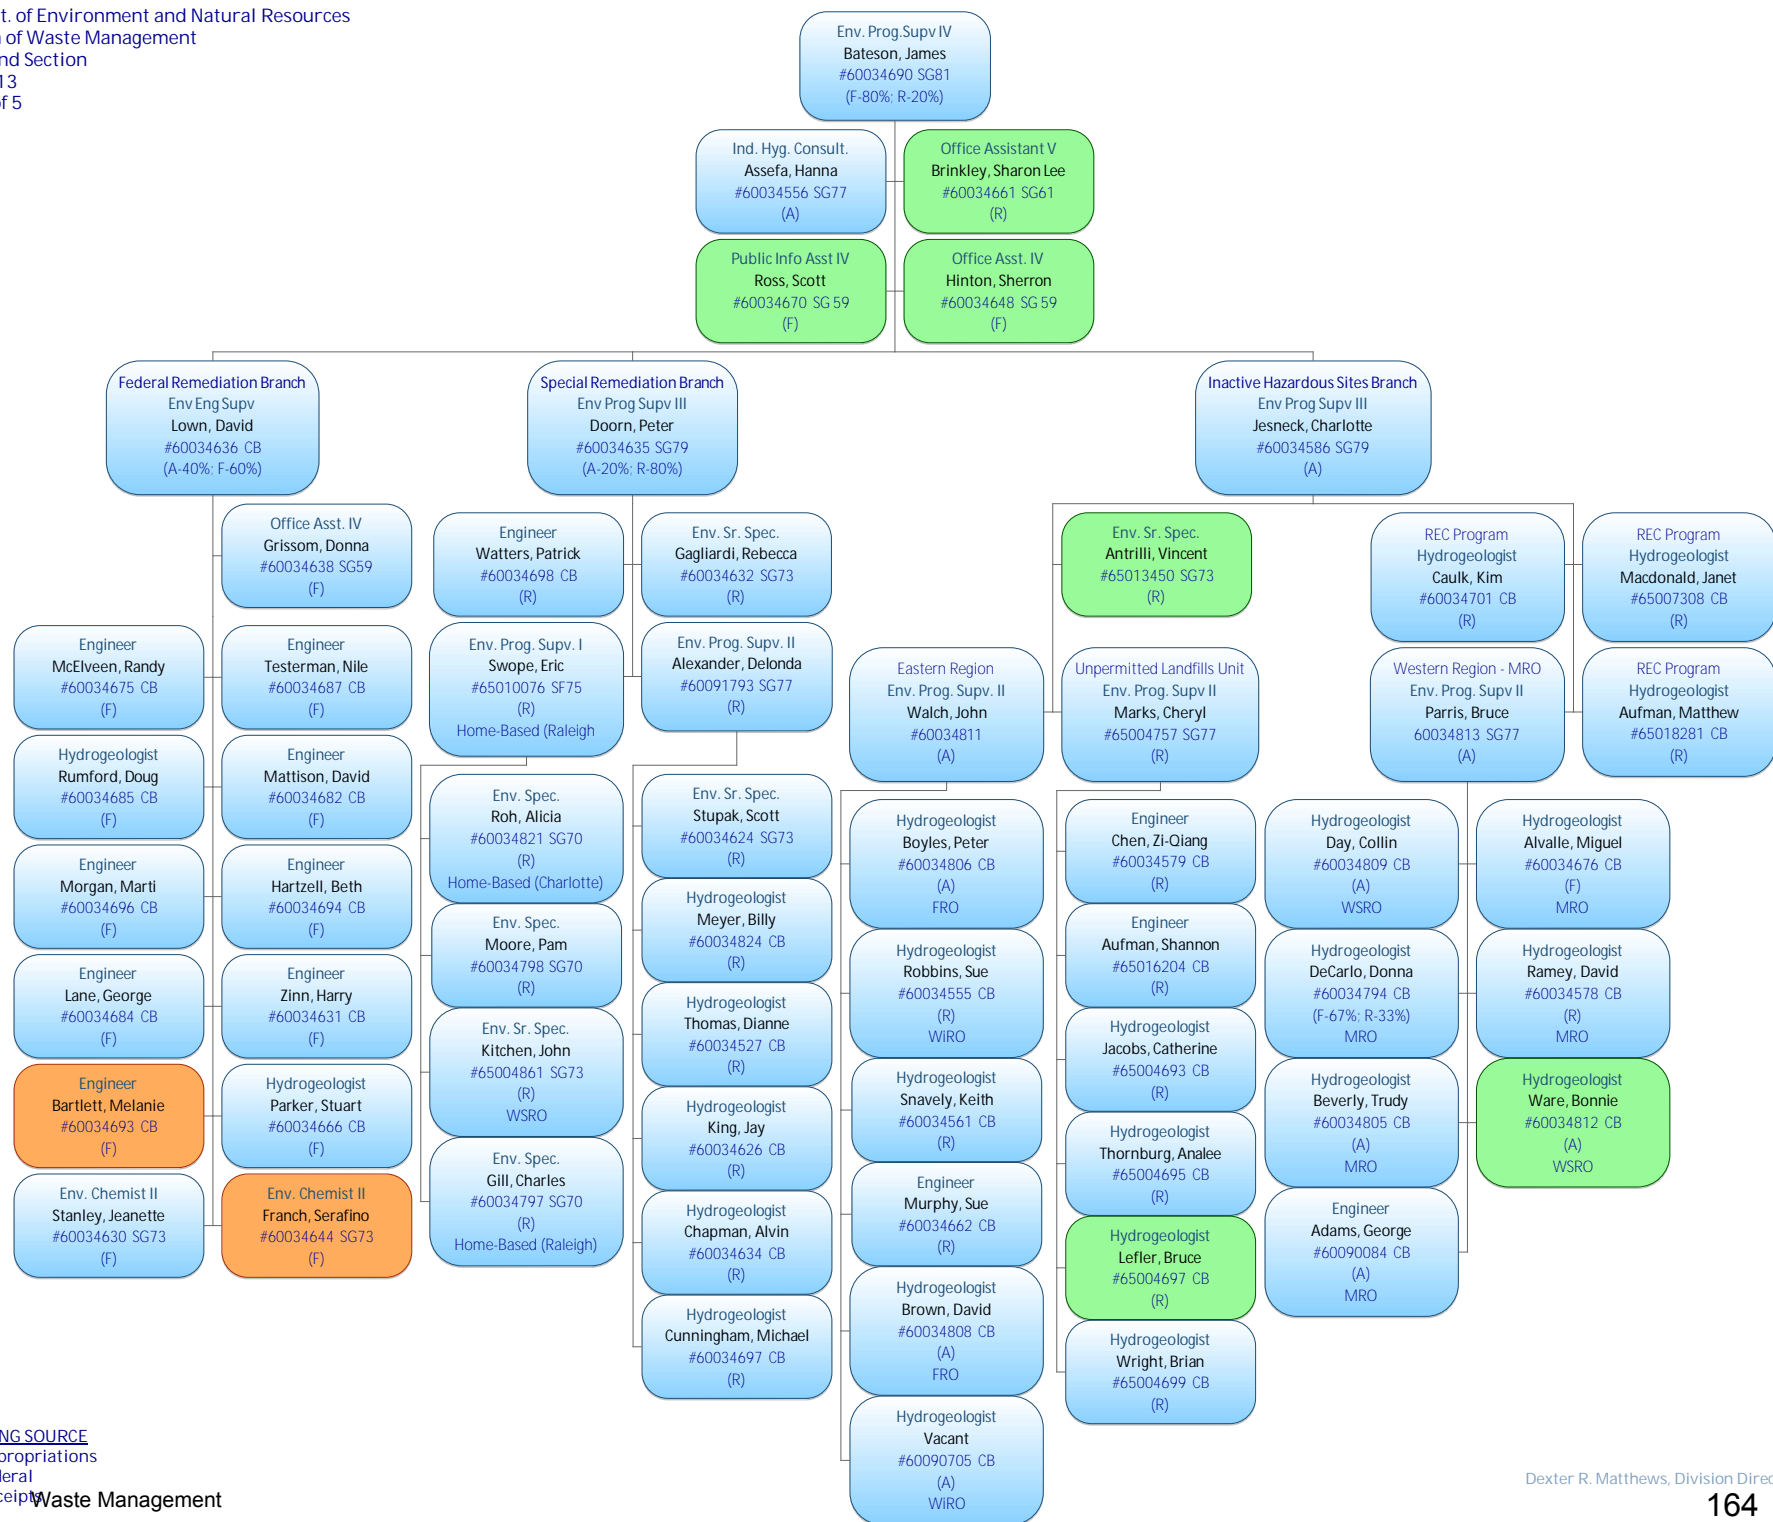 t. of Environment and Natural Resources
of Waste Management
nd Section
13
of 5
Env. Prog.Supv IV
Bateson, James
#60034690 SG81
(F-80%; R-20%)
Ind. Hyg. Consult.
Assefa, Hanna
#60034556 SG77
(A)
Office Assistant V
Brinkley, Sharon Lee
#60034661 SG61
(R)
Public Info Asst IV
Ross, Scott
#60034670 SG 59
(F)
Office Asst. IV
Hinton, Sherron
#60034648 SG 59
(F)
Federal Remediation Branch
Env Eng Supv
Lown, David
#60034636 CB
(A-40%; F-60%)
Special Remediation Branch
Env Prog Supv III
Doorn, Peter
#60034635 SG79
(A-20%; R-80%)
Inactive Hazardous Sites Branch
Env Prog Supv III
Jesneck, Charlotte
#60034586 SG79
(A)
Office Asst. IV
Grissom, Donna
#60034638 SG59
(F)
Engineer
McElveen, Randy
#60034675 CB
(F)
Engineer
Testerman, Nile
#60034687 CB
(F)
Hydrogeologist
Rumford, Doug
#60034685 CB
(F)
Engineer
Mattison, David
#60034682 CB
(F)
Engineer
Morgan, Marti
#60034696 CB
(F)
Engineer
Hartzell, Beth
#60034694 CB
(F)
Engineer
Lane, George
#60034684 CB
(F)
Engineer
Zinn, Harry
#60034631 CB
(F)
Engineer
Bartlett, Melanie
#60034693 CB
(F)
Hydrogeologist
Parker, Stuart
#60034666 CB
(F)
Env. Chemist II
Stanley, Jeanette
#60034630 SG73
(F)
Env. Chemist II
Franch, Serafino
#60034644 SG73
(F)
Engineer
Watters, Patrick
#60034698 CB
(R)
Env. Sr. Spec.
Gagliardi, Rebecca
#60034632 SG73
(R)
Env. Prog. Supv. I
Swope, Eric
#65010076 SF75
(R)
Home-Based (Raleigh
Env. Prog. Supv. II
Alexander, Delonda
#60091793 SG77
(R)
Env. Spec.
Roh, Alicia
#60034821 SG70
(R)
Home-Based (Charlotte)
Env. Spec.
Moore, Pam
#60034798 SG70
(R)
Env. Sr. Spec.
Kitchen, John
#65004861 SG73
(R)
WSRO
Env. Spec.
Gill, Charles
#60034797 SG70
(R)
Home-Based (Raleigh)
Env. Sr. Spec.
Stupak, Scott
#60034624 SG73
(R)
Hydrogeologist
Meyer, Billy
#60034824 CB
(R)
Hydrogeologist
Thomas, Dianne
#60034527 CB
(R)
Hydrogeologist
King, Jay
#60034626 CB
(R)
Hydrogeologist
Chapman, Alvin
#60034634 CB
(R)
Hydrogeologist
Cunningham, Michael
#60034697 CB
(R)
Env. Sr. Spec.
Antrilli, Vincent
#65013450 SG73
(R)
Eastern Region
Env. Prog. Supv. II
Walch, John
#60034811
(A)
Unpermitted Landfills Unit
Env. Prog. Supv II
Marks, Cheryl
#65004757 SG77
(R)
Hydrogeologist
Boyles, Peter
#60034806 CB
(A)
FRO
Hydrogeologist
Robbins, Sue
#60034555 CB
(R)
WiRO
Hydrogeologist
Snavely, Keith
#60034561 CB
(R)
Engineer
Murphy, Sue
#60034662 CB
(R)
Hydrogeologist
Brown, David
#60034808 CB
(A)
FRO
Hydrogeologist
Vacant
#60090705 CB
(A)
WiRO
Engineer
Chen, Zi-Qiang
#60034579 CB
(R)
Engineer
Aufman, Shannon
#65016204 CB
(R)
Hydrogeologist
Jacobs, Catherine
#65004693 CB
(R)
Hydrogeologist
Thornburg, Analee
#65004695 CB
(R)
Hydrogeologist
Lefler, Bruce
#65004697 CB
(R)
Hydrogeologist
Wright, Brian
#65004699 CB
(R)
REC Program
Hydrogeologist
Caulk, Kim
#60034701 CB
(R)
REC Program
Hydrogeologist
Macdonald, Janet
#65007308 CB
(R)
Western Region - MRO
Env. Prog. Supv II
Parris, Bruce
60034813 SG77
(A)
REC Program
Hydrogeologist
Aufman, Matthew
#65018281 CB
(R)
Hydrogeologist
Day, Collin
#60034809 CB
(A)
WSRO
Hydrogeologist
Alvalle, Miguel
#60034676 CB
(F)
MRO
Hydrogeologist
DeCarlo, Donna
#60034794 CB
(F-67%; R-33%)
MRO
Hydrogeologist
Ramey, David
#60034578 CB
(R)
MRO
Hydrogeologist
Beverly, Trudy
#60034805 CB
(A)
MRO
Hydrogeologist
Ware, Bonnie
#60034812 CB
(A)
WSRO
Engineer
Adams, George
#60090084 CB
(A)
MRO
NG SOURCE
propriations
deral
ceipts
Waste Management
Dexter R. Matthews, Division Direc
164